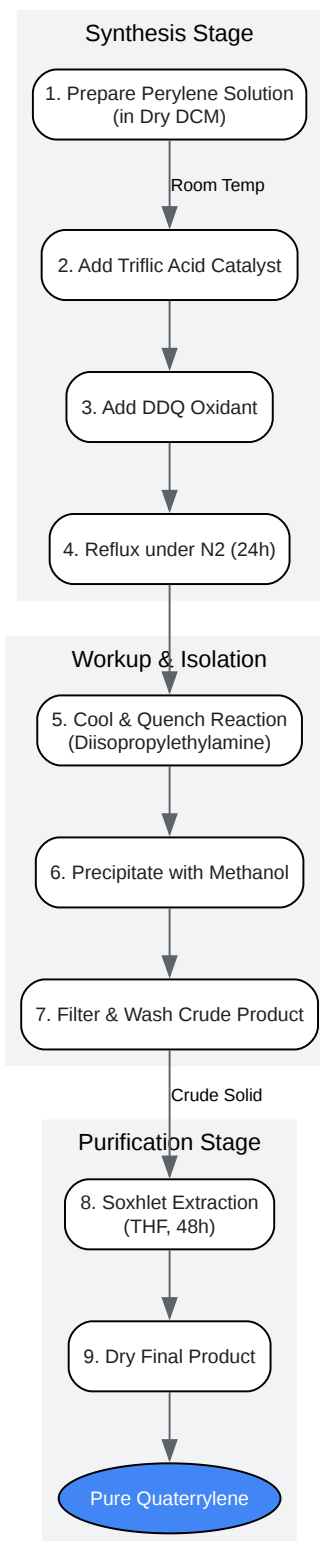 Synthesis Stage
1. Prepare Perylene Solution
(in Dry DCM)
Room Temp
2. Add Triflic Acid Catalyst
3. Add DDQ Oxidant
4. Reflux under N2 (24h)
Workup & Isolation
5. Cool & Quench Reaction
(Diisopropylethylamine)
6. Precipitate with Methanol
7. Filter & Wash Crude Product
Crude Solid
Purification Stage
8. Soxhlet Extraction
(THF, 48h)
9. Dry Final Product
Pure Quaterrylene